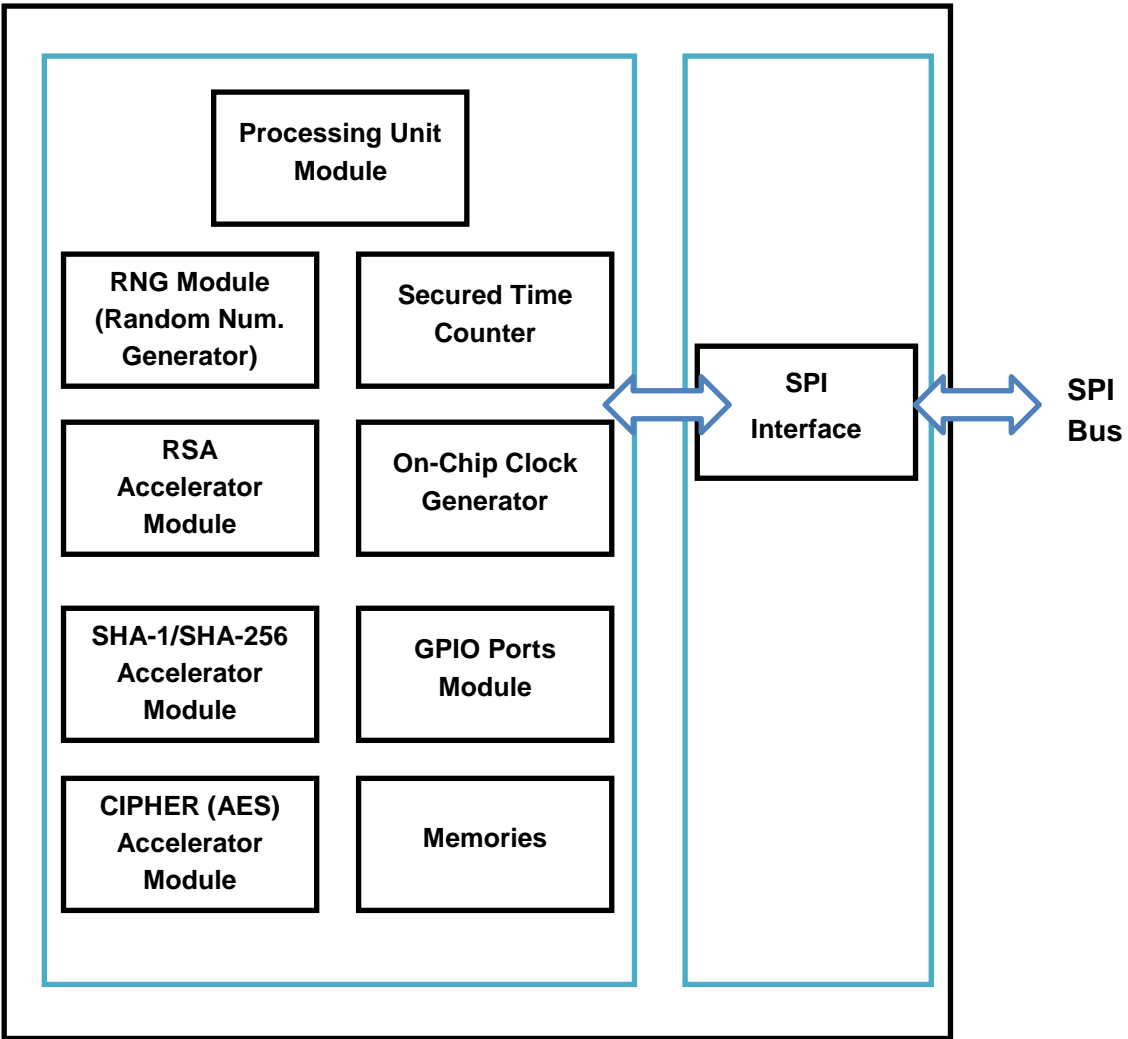 Processing Unit
Module
RNG Module
(Random Num.
Generator)
Secured Time
Counter
RSA
Accelerator
Module
On-Chip Clock
Generator
SHA-1/SHA-256
Accelerator
Module
GPIO Ports
Module
CIPHER (AES)
Accelerator
Module
Memories
SPI
Interface
SPI
Bus